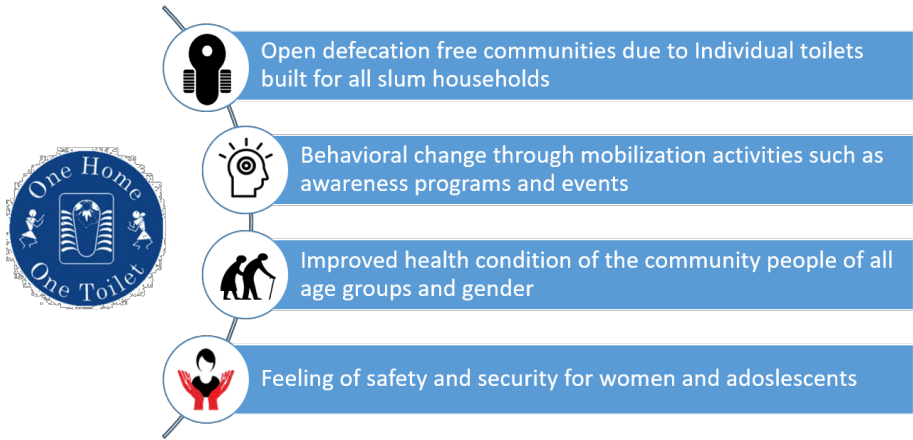 One Home
One Toilet
Open defecation free communities due to Individual toilets
built for all slum households
Behavioral change through mobilization activities such as
awareness programs and events
Improved health condition of the community people of all
age groups and gender
Feeling of safety and security for women and adoslescents